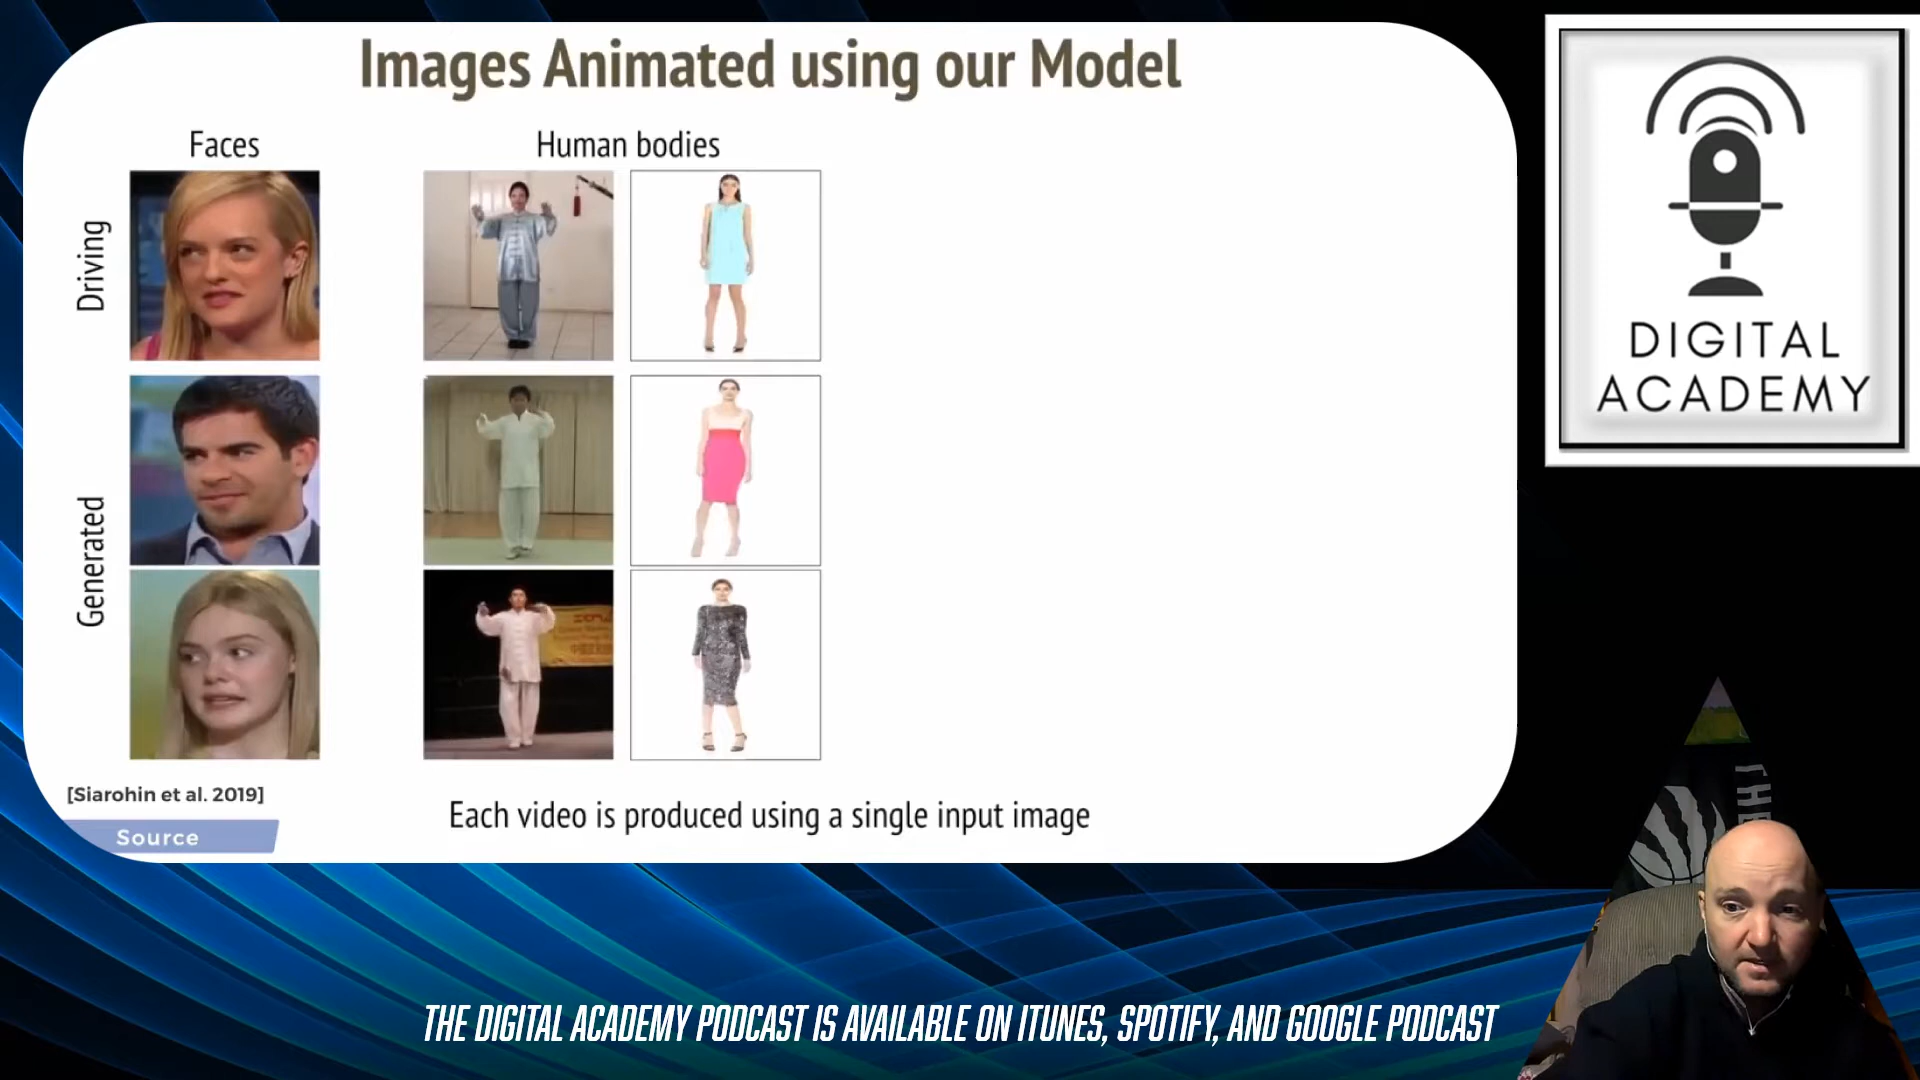 Images Animated using our Model
Faces
Human bodies
Driving
Generated
[Siarohin et al. 2019]
Source
Each video is produced using a single input image
DIGITAL
ACADEMY
THE
THE DIGITAL ACADEMY PODCAST IS AVAILABLE ON ITUNES, SPOTIFY, AND GOOGLE PODCAST